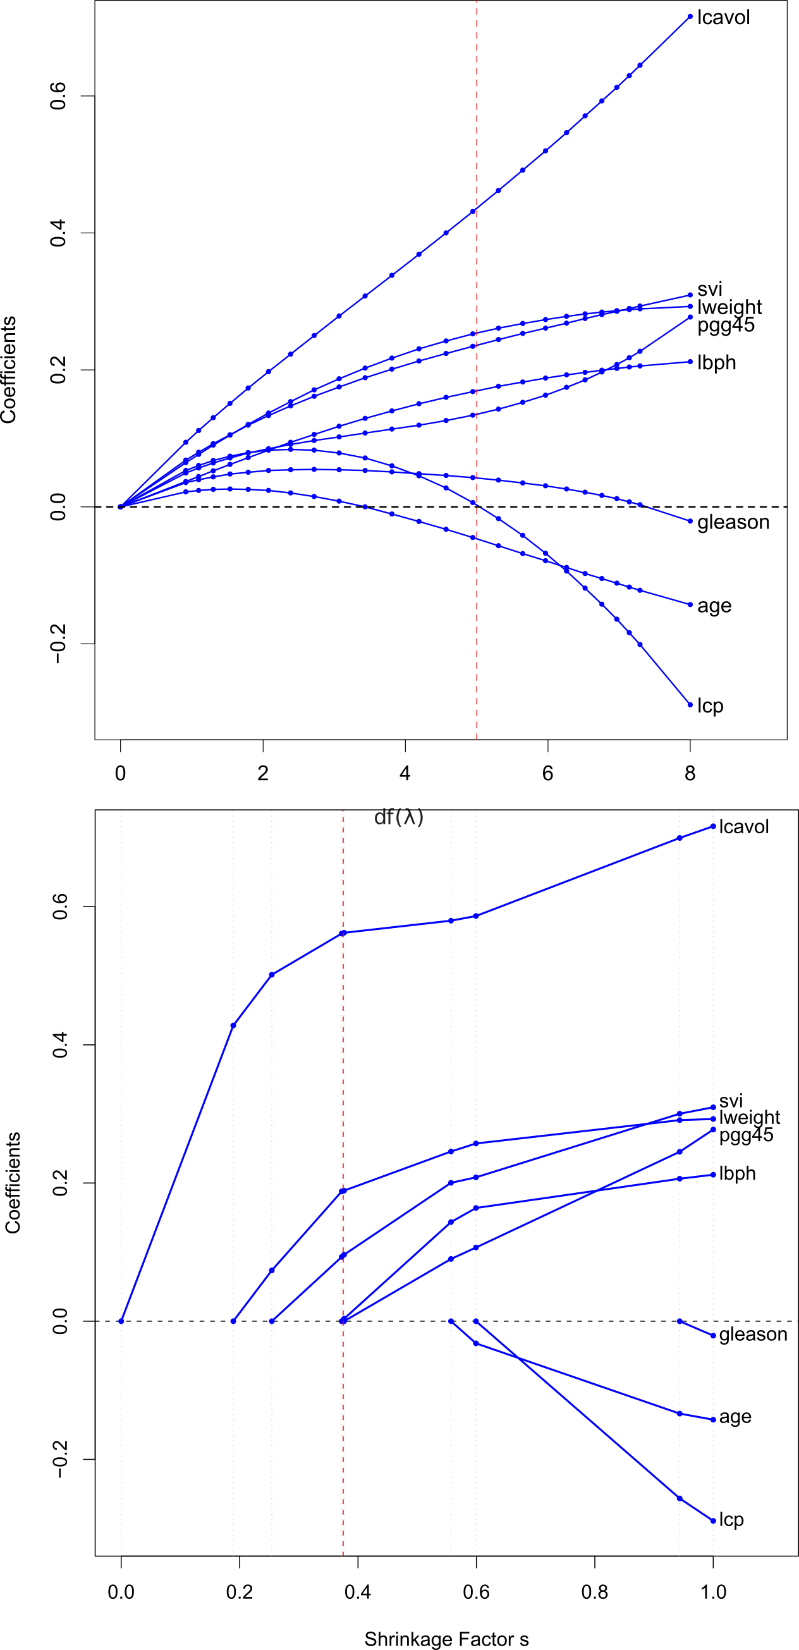 lcavol
0.6
0.4
svi
lweight
pgg45
0.2
lbph
Coefficients
0.0
gleason
age
−0.2
lcp
0 2 4 6 8
df(λ)
lcavol
0.6
0.4
svi
lweight
pgg45
0.2
lbph
Coefficients
0.0
gleason
age
−0.2
lcp
0.0 0.2 0.4 0.6 0.8 1.0
Shrinkage Factor s